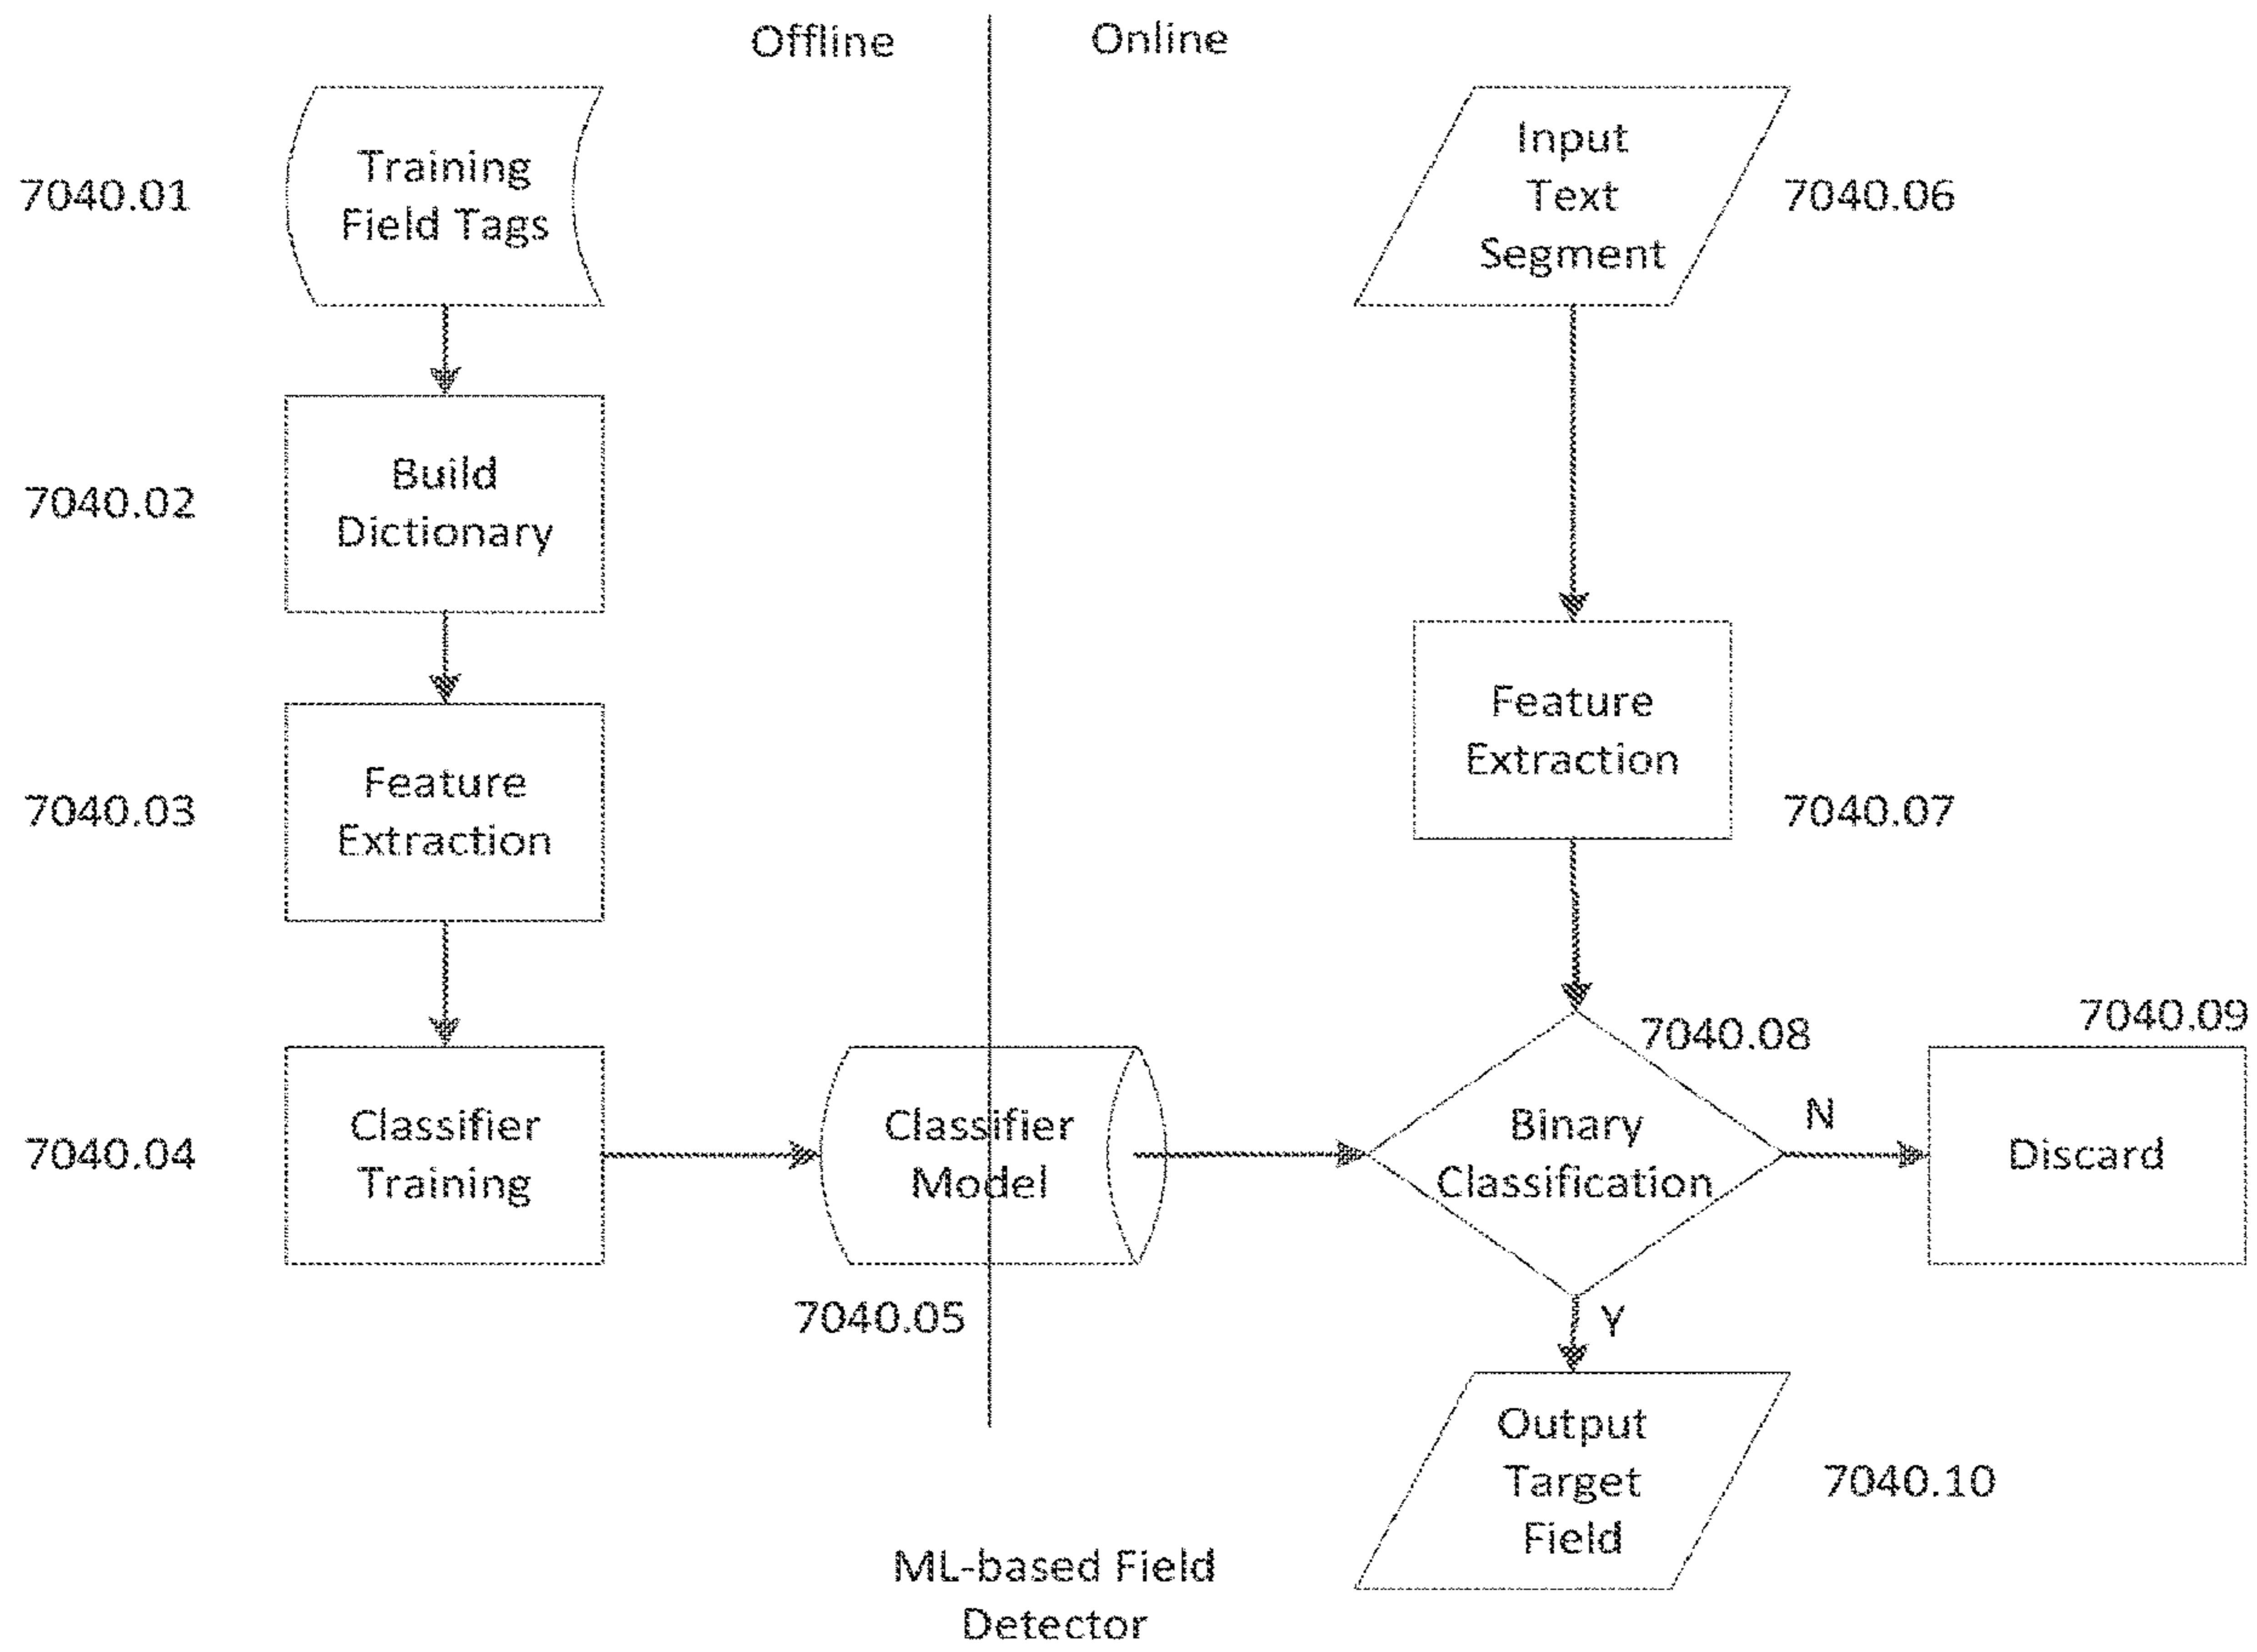 Offline
Online
7040.01
Training
Field Tags
Input
Text
Segment
7040.06
7040.02
Build
Dictionary
7040.03
Feature
Extraction
Feature
Extraction
7040.07
7040.04
Classifier
Training
Classifier
Model
7040.05
7040.08
Binary
Classification
N
7040.09
Discard
Y
Output
Target
Field
7040.10
ML-based Field
Detector